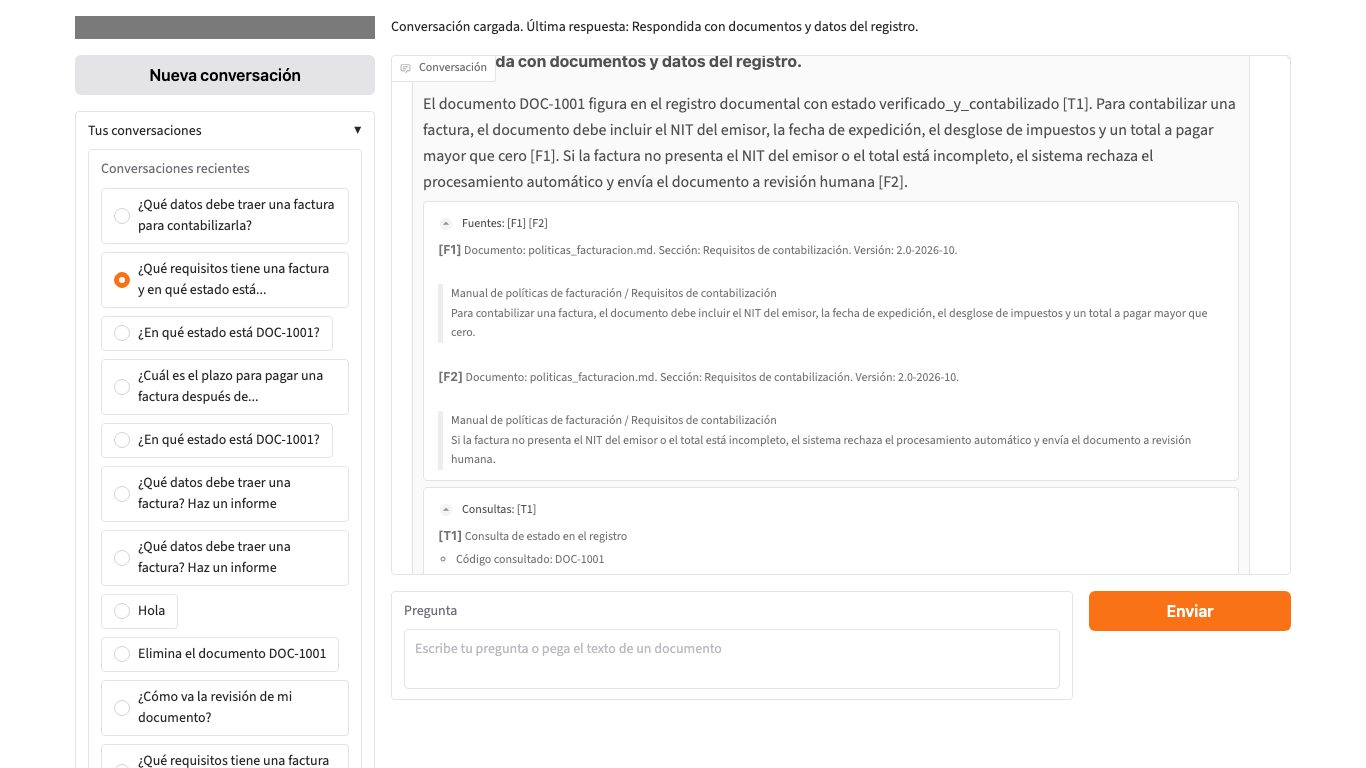 Conversación cargada. Última respuesta: Respondida con documentos y datos del registro.
Nueva conversación
Tus conversaciones ▼
Conversaciones recientes
¿Qué datos debe traer una factura
para contabilizarla?
¿Qué requisitos tiene una factura
y en qué estado está...
¿En qué estado está DOC-1001?
¿Cuál es el plazo para pagar una
factura después de...
¿En qué estado está DOC-1001?
¿Qué datos debe traer una
factura? Haz un informe
¿Qué datos debe traer una
factura? Haz un informe
Hola
Elimina el documento DOC-1001
¿Cómo va la revisión de mi
documento?
¿Qué requisitos tiene una factura
Conversación
da con documentos y datos del registro.
El documento DOC-1001 figura en el registro documental con estado verificado_y_contabilizado [T1]. Para contabilizar una
factura, el documento debe incluir el NIT del emisor, la fecha de expedición, el desglose de impuestos y un total a pagar
mayor que cero [F1]. Si la factura no presenta el NIT del emisor o el total está incompleto, el sistema rechaza el
procesamiento automático y envía el documento a revisión humana [F2].
Fuentes: [F1] [F2]
[F1] Documento: politicas_facturacion.md. Sección: Requisitos de contabilización. Versión: 2.0-2026-10.
Manual de políticas de facturación / Requisitos de contabilización
Para contabilizar una factura, el documento debe incluir el NIT del emisor, la fecha de expedición, el desglose de impuestos y un total a pagar mayor que
cero.
[F2] Documento: politicas_facturacion.md. Sección: Requisitos de contabilización. Versión: 2.0-2026-10.
Manual de políticas de facturación / Requisitos de contabilización
Si la factura no presenta el NIT del emisor o el total está incompleto, el sistema rechaza el procesamiento automático y envía el documento a revisión
humana.
Consultas: [T1]
[T1] Consulta de estado en el registro
Código consultado: DOC-1001
Pregunta
Escribe tu pregunta o pega el texto de un documento
Enviar